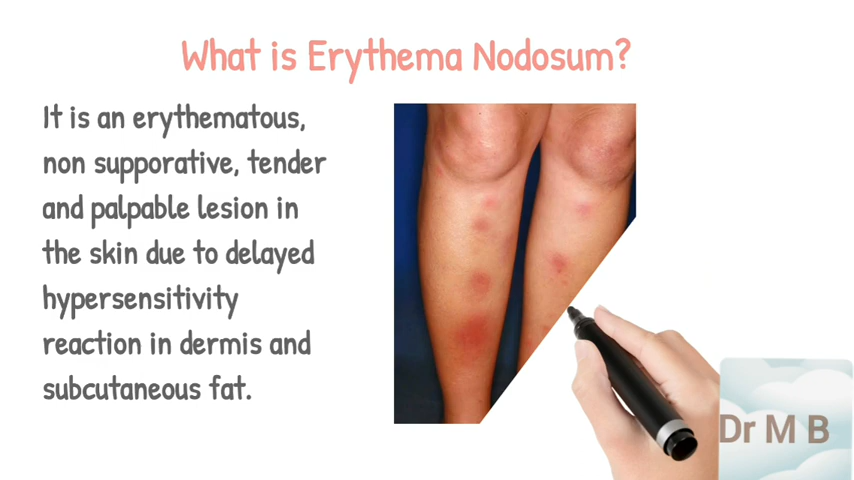 What is Erythema Nodosum?
It is an erythematous,
non supporative, tender
and palpable lesion in
the skin due to delayed
hypersensitivity
reaction in dermis and
subcutaneous fat.
Dr M B